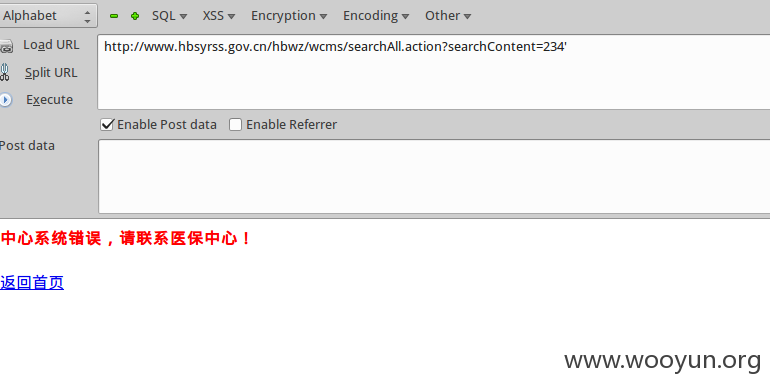 Alphabet SQL XSS Encryption Encoding Other
Load URL
http://www.hbsyrss.gov.cn/hbwz/wcms/searchAll.action?searchContent=234'
Split URL
Execute
Enable Post data Enable Referrer
Post data
中心系统错误，请联系医保中心！
返回首页
www.wooyun.org